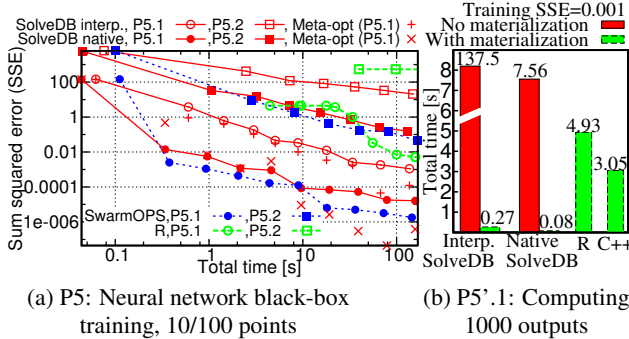 SolveDB interp., P5.1 , P5.2 , Meta-opt (P5.1)
SolveDB native, P5.1 , P5.2 , Meta-opt (P5.1)
Sum squared error (SSE)
100
1
0.01
0.0001
1e-006
SwarmOPS,P5.1 ,P5.2
R,P5.1 ,P5.2
0.1 1 10 100
Total time [s]
(a) P5: Neural network black-box
training, 10/100 points
Training SSE=0.001
No materialization
With materialization
Total time [s]
8
7
6
5
4
3
2
1
0
137.5
0.27
7.56
0.08
4.93
3.05
Interp. Native R C++
SolveDB SolveDB
(b) P5'.1: Computing
1000 outputs